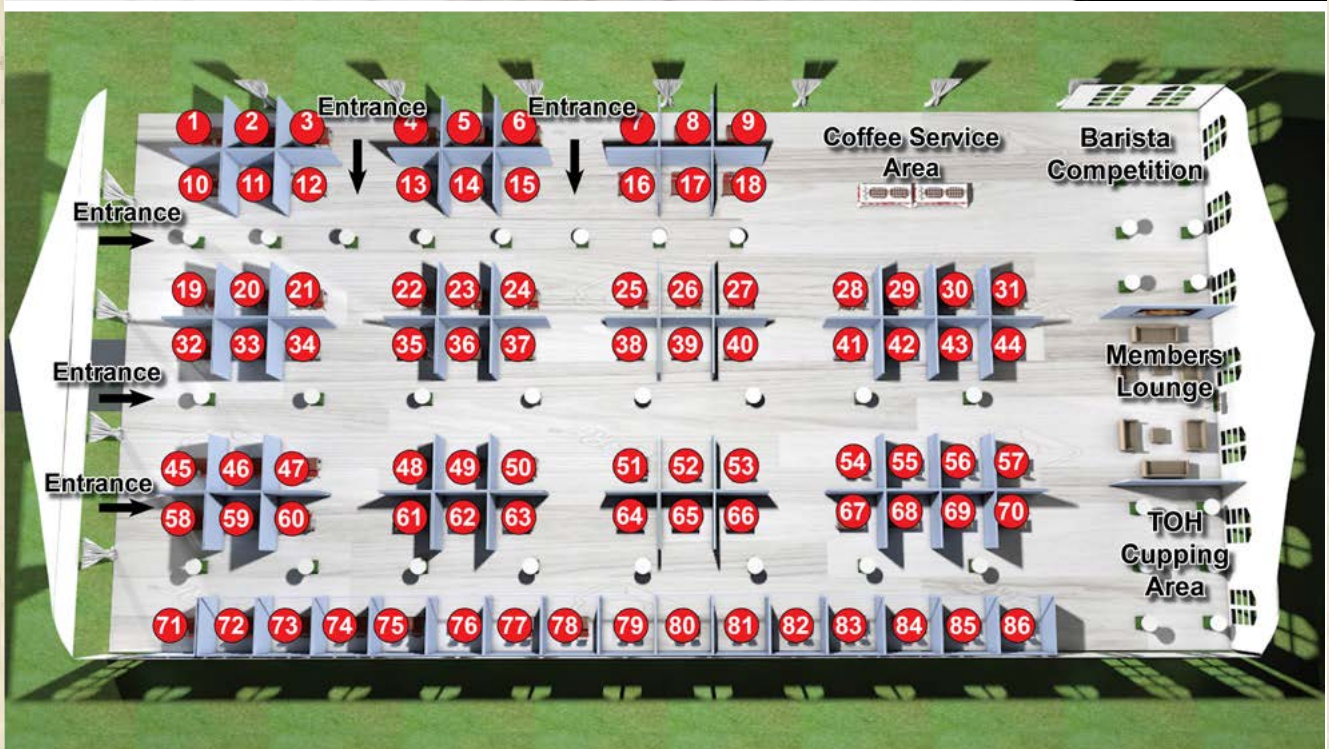 Entrance Entrance
1 2 3 4 5 6 7 8 9
Coffee Service
Area
Barista
Competition
10 11 12 13 14 15 16 17 18
Entrance
19 20 21 22 23 24 25 26 27 28 29 30 31
32 33 34 35 36 37 38 39 40 41 42 43 44
Members
Lounge
Entrance
45 46 47 48 49 50 51 52 53 54 55 56 57
Entrance
58 59 60 61 62 63 64 65 66 67 68 69 70
TOH
Cupping
Area
71 72 73 74 75 76 77 78 79 80 81 82 83 84 85 86